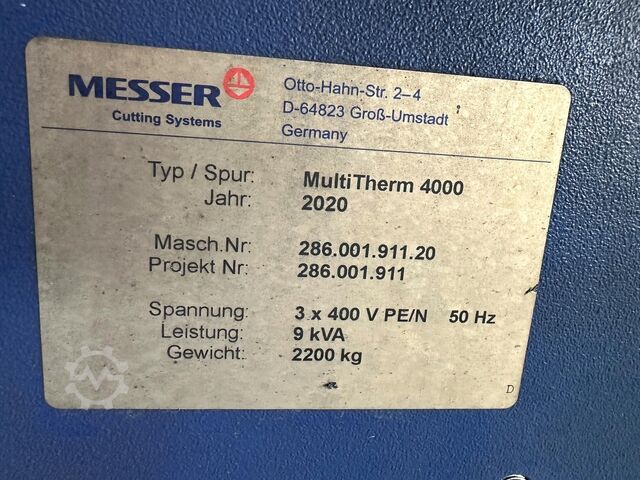 MESSER
Cutting Systems
Otto-Hahn-Str. 2-4
D-64823 Groß-Umstadt
Germany
Typ / Spur: MultiTherm 4000
Jahr: 2020
Masch.Nr: 286.001.911.20
Projekt Nr: 286.001.911
Spannung: 3 x 400 V PE/N 50 Hz
Leistung: 9 kVA
Gewicht: 2200 kg
D